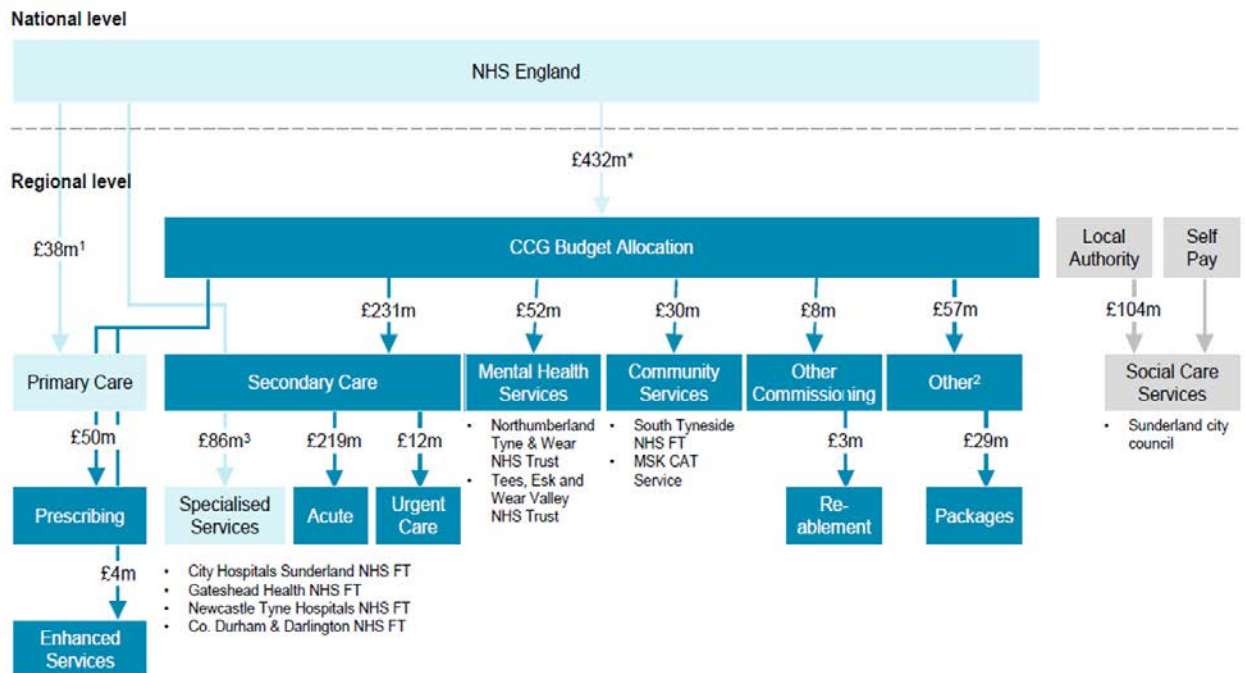 National level
NHS England
£432m*
Regional level
£38m¹
CCG Budget Allocation
Local
Authority
Self
Pay
£231m
£52m
£30m
£8m
£57m
£104m
Primary Care
Secondary Care
Mental Health
Services
Community
Services
Other
Commissioning
Other²
Social Care
Services
• Northumberland
Tyne & Wear
NHS Trust
• Tees, Esk and
Wear Valley
NHS Trust
• South Tyneside
NHS FT
• MSK CAT
Service
• Sunderland city
council
£50m
£86m³
£219m
£12m
£3m
£29m
Prescribing
Specialised
Services
Acute
Urgent
Care
Re-
ablement
Packages
£4m
• City Hospitals Sunderland NHS FT
• Gateshead Health NHS FT
• Newcastle Tyne Hospitals NHS FT
• Co. Durham & Darlington NHS FT
Enhanced
Services